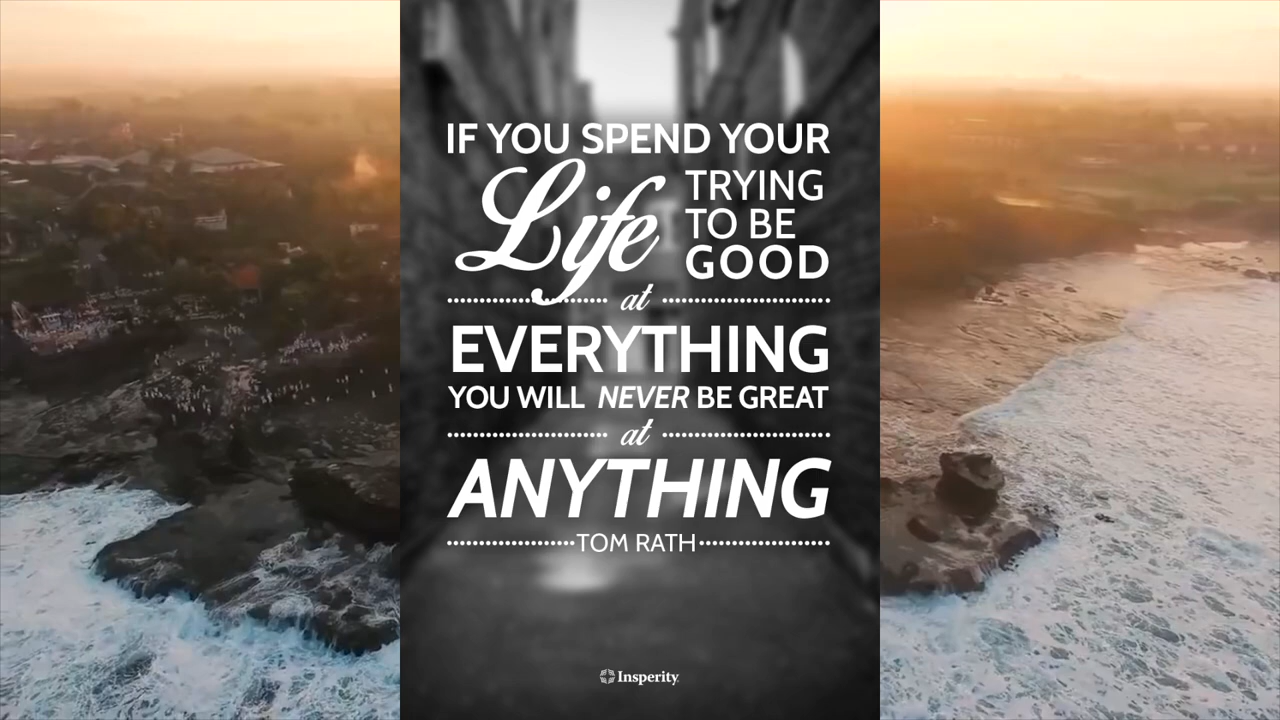 IF YOU SPEND YOUR
Life TRYING
TO BE
GOOD
at
EVERYTHING
YOU WILL NEVER BE GREAT
at
ANYTHING
TOM RATH
Insperity